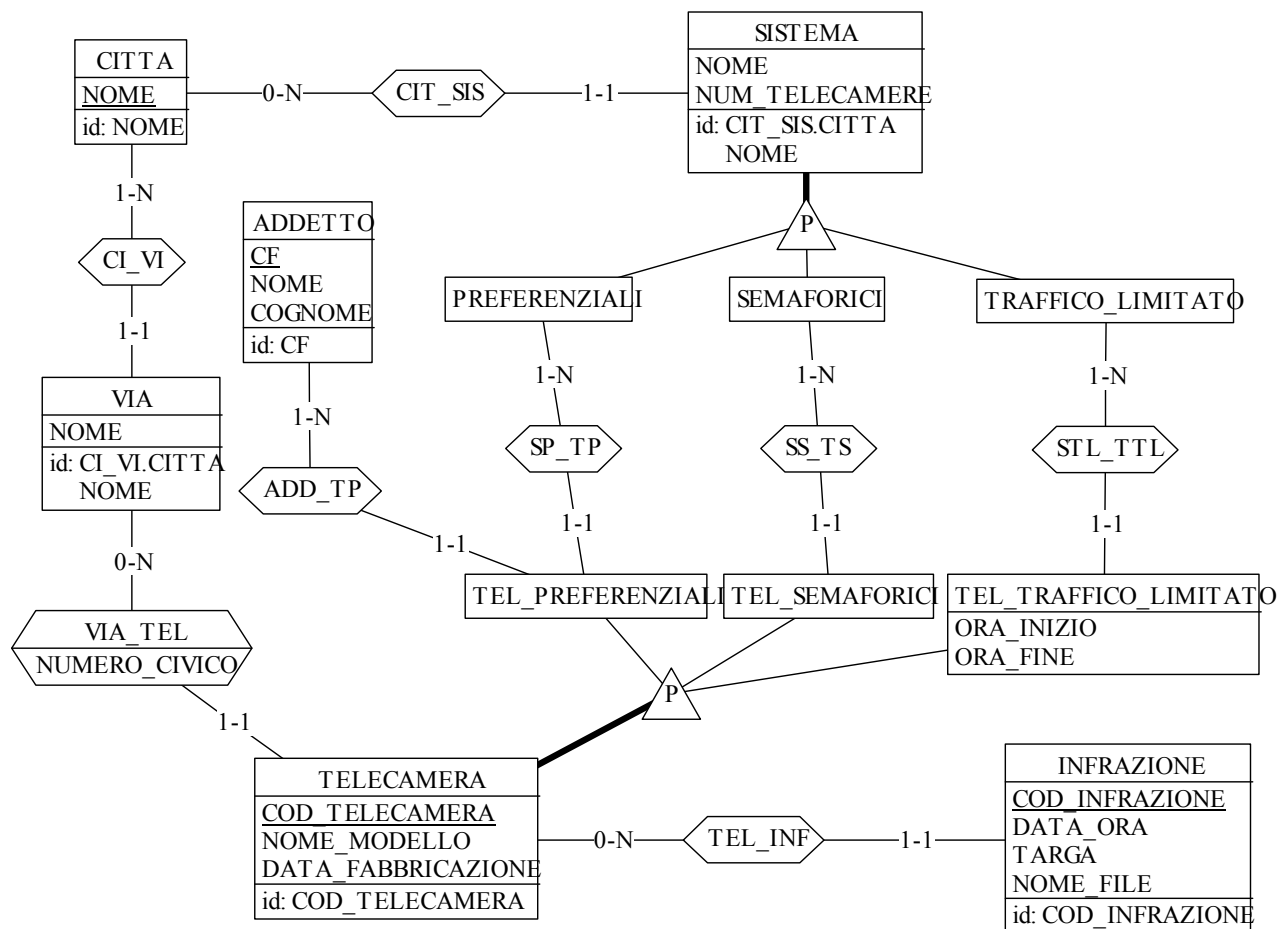 CITTA
NOME
id: NOME
0-N
CIT_SIS
1-1
SISTEMA
NOME
NUM_TELECAMERE
id: CIT_SIS.CITTA
NOME
1-N
CI_VI
1-1
ADDETTO
CF
NOME
COGNOME
id: CF
P
PREFERENZIALI
SEMAFORICI
TRAFFICO_LIMITATO
VIA
NOME
id: CI_VI.CITTA
NOME
1-N
ADD_TP
1-1
1-N
SP_TP
1-1
1-N
SS_TS
1-1
1-N
STL_TTL
1-1
0-N
VIA_TEL
NUMERO_CIVICO
1-1
TEL_PREFERENZIALI
TEL_SEMAFORICI
TEL_TRAFFICO_LIMITATO
ORA_INIZIO
ORA_FINE
P
TELECAMERA
COD_TELECAMERA
NOME_MODELLO
DATA_FABBRICAZIONE
id: COD_TELECAMERA
0-N
TEL_INF
1-1
INFRAZIONE
COD_INFRAZIONE
DATA_ORA
TARGA
NOME_FILE
id: COD_INFRAZIONE